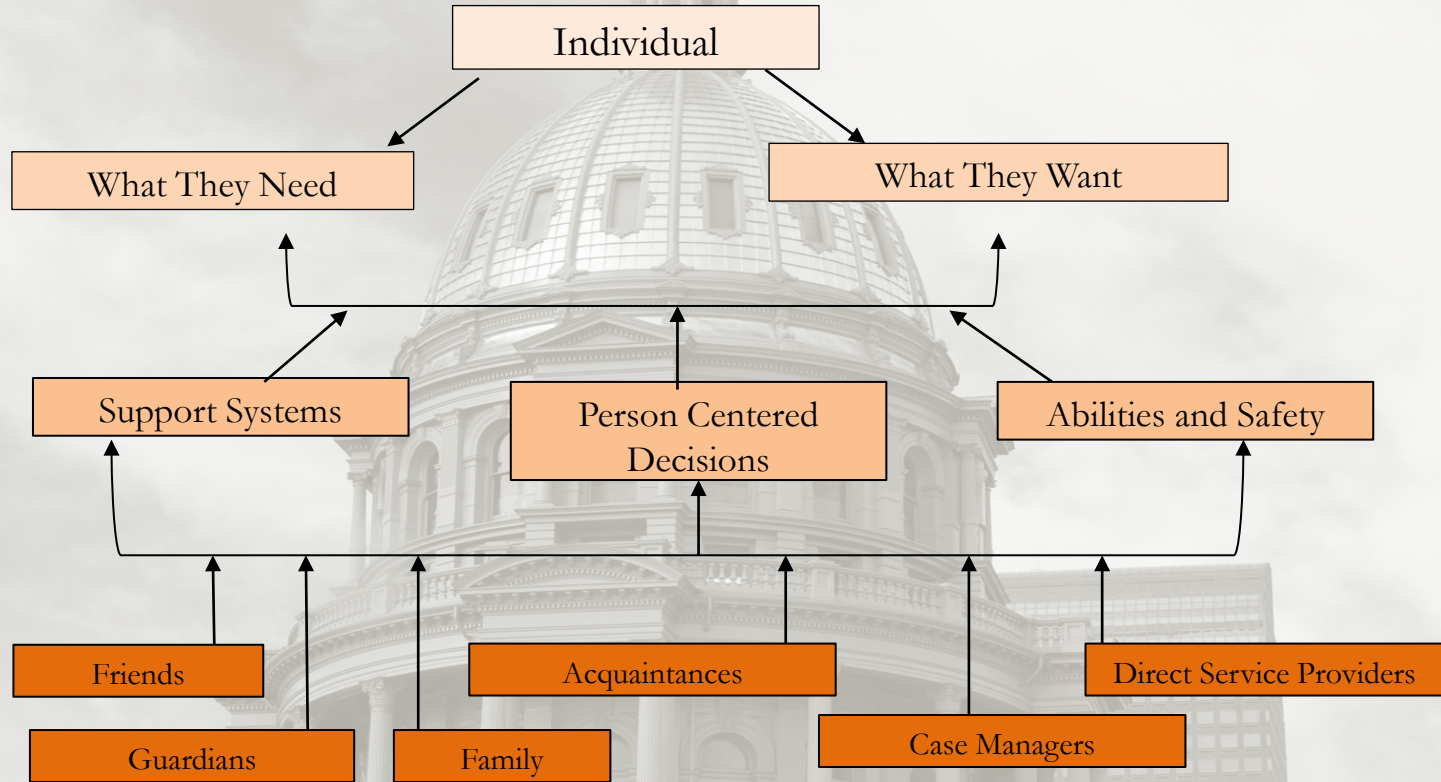 Individual
What They Need
What They Want
Support Systems
Person Centered
Decisions
Abilities and Safety
Friends
Acquaintances
Direct Service Providers
Guardians
Family
Case Managers